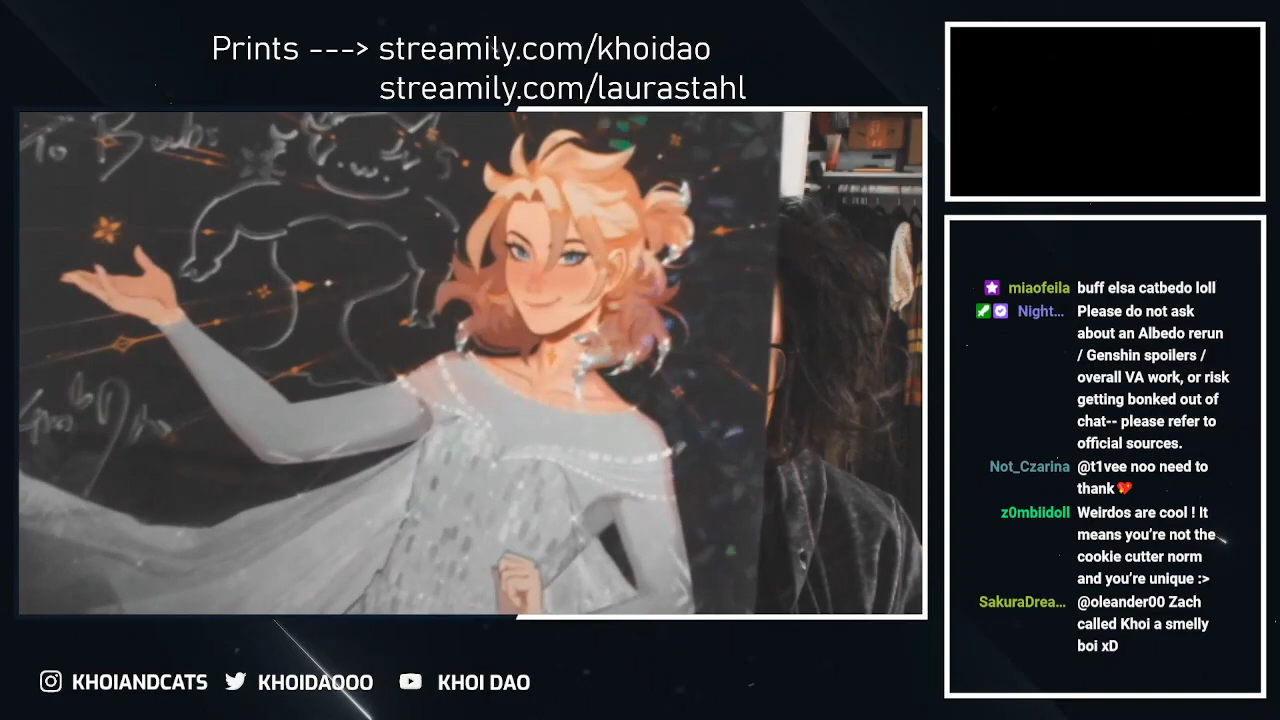 Prints ---> streamily.com/khoidao
streamily.com/laurastahl
To Bubs
miaofeila buff elsa catbedo loll
Night... Please do not ask
about an Albedo rerun
/ Genshin spoilers /
overall VA work, or risk
getting bonked out of
chat-- please refer to
official sources.
Not_Czarina @t1vee noo need to
thank
z0mbiidoll Weirdos are cool ! It
means you’re not the
cookie cutter norm
and you’re unique :>
SakuraDrea... @oleander00 Zach
called Khoi a smelly
boi xD
KHOIANDCATS KHOIDAOOO KHOI DAO